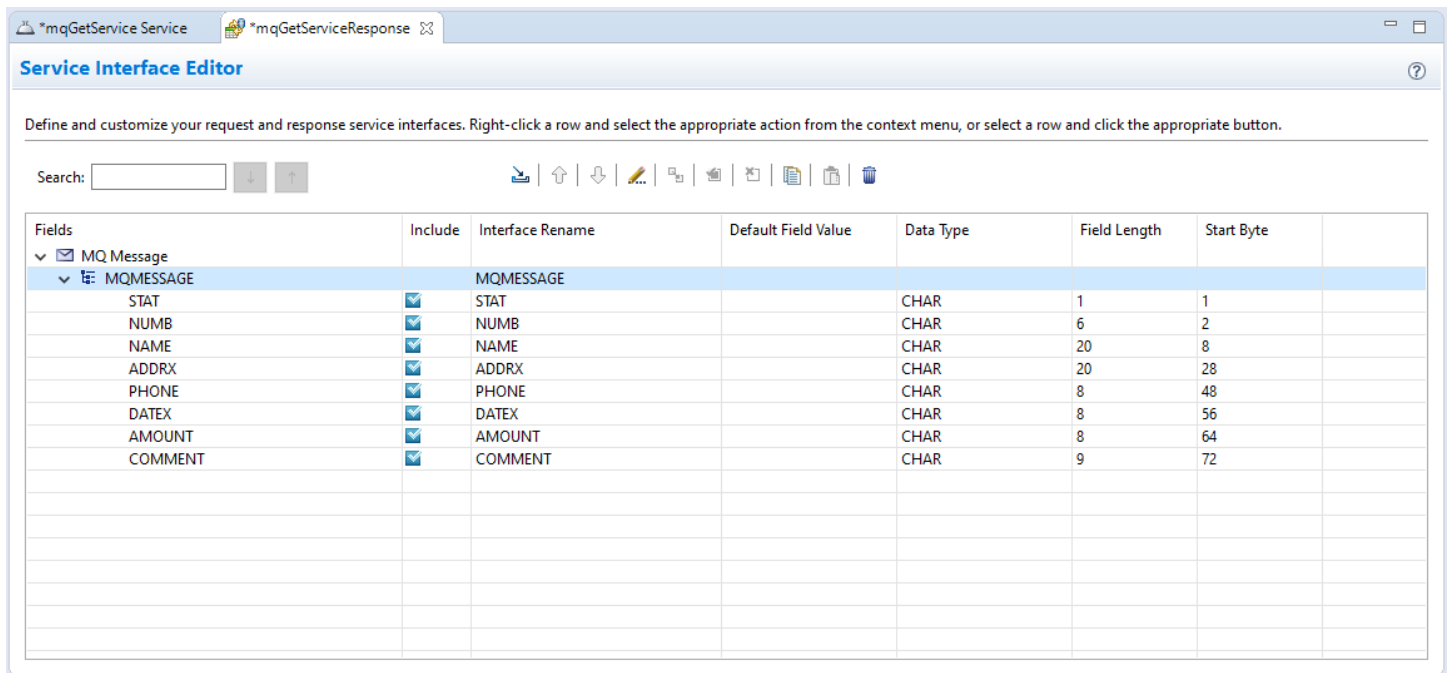 *mqGetService Service *mqGetServiceResponse
Service Interface Editor
Define and customize your request and response service interfaces. Right-click a row and select the appropriate action from the context menu, or select a row and click the appropriate button.
Search:
Fields Include Interface Rename Default Field Value Data Type Field Length Start Byte
MQ Message
MQMESSAGE MQMESSAGE
STAT STAT CHAR 1 1
NUMB NUMB CHAR 6 2
NAME NAME CHAR 20 8
ADDRX ADDRX CHAR 20 28
PHONE PHONE CHAR 8 48
DATEX DATEX CHAR 8 56
AMOUNT AMOUNT CHAR 8 64
COMMENT COMMENT CHAR 9 72